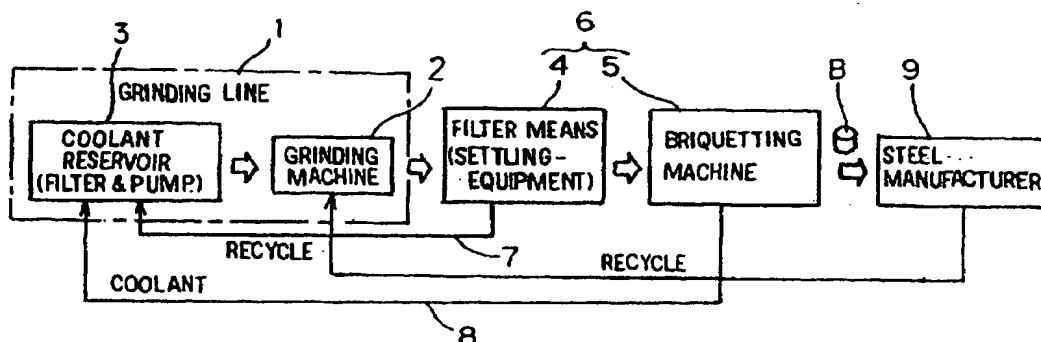 6
3
1
2
4
5
B
9
GRINDING LINE
COOLANT
RESERVOIR
(FILTER & PUMP)
GRINDING
MACHINE
FILTER MEANS
(SETTLING-
EQUIPMENT)
BRIQUETTING
MACHINE
STEEL...
MANUFACTURER
RECYCLE
7
RECYCLE
COOLANT
8